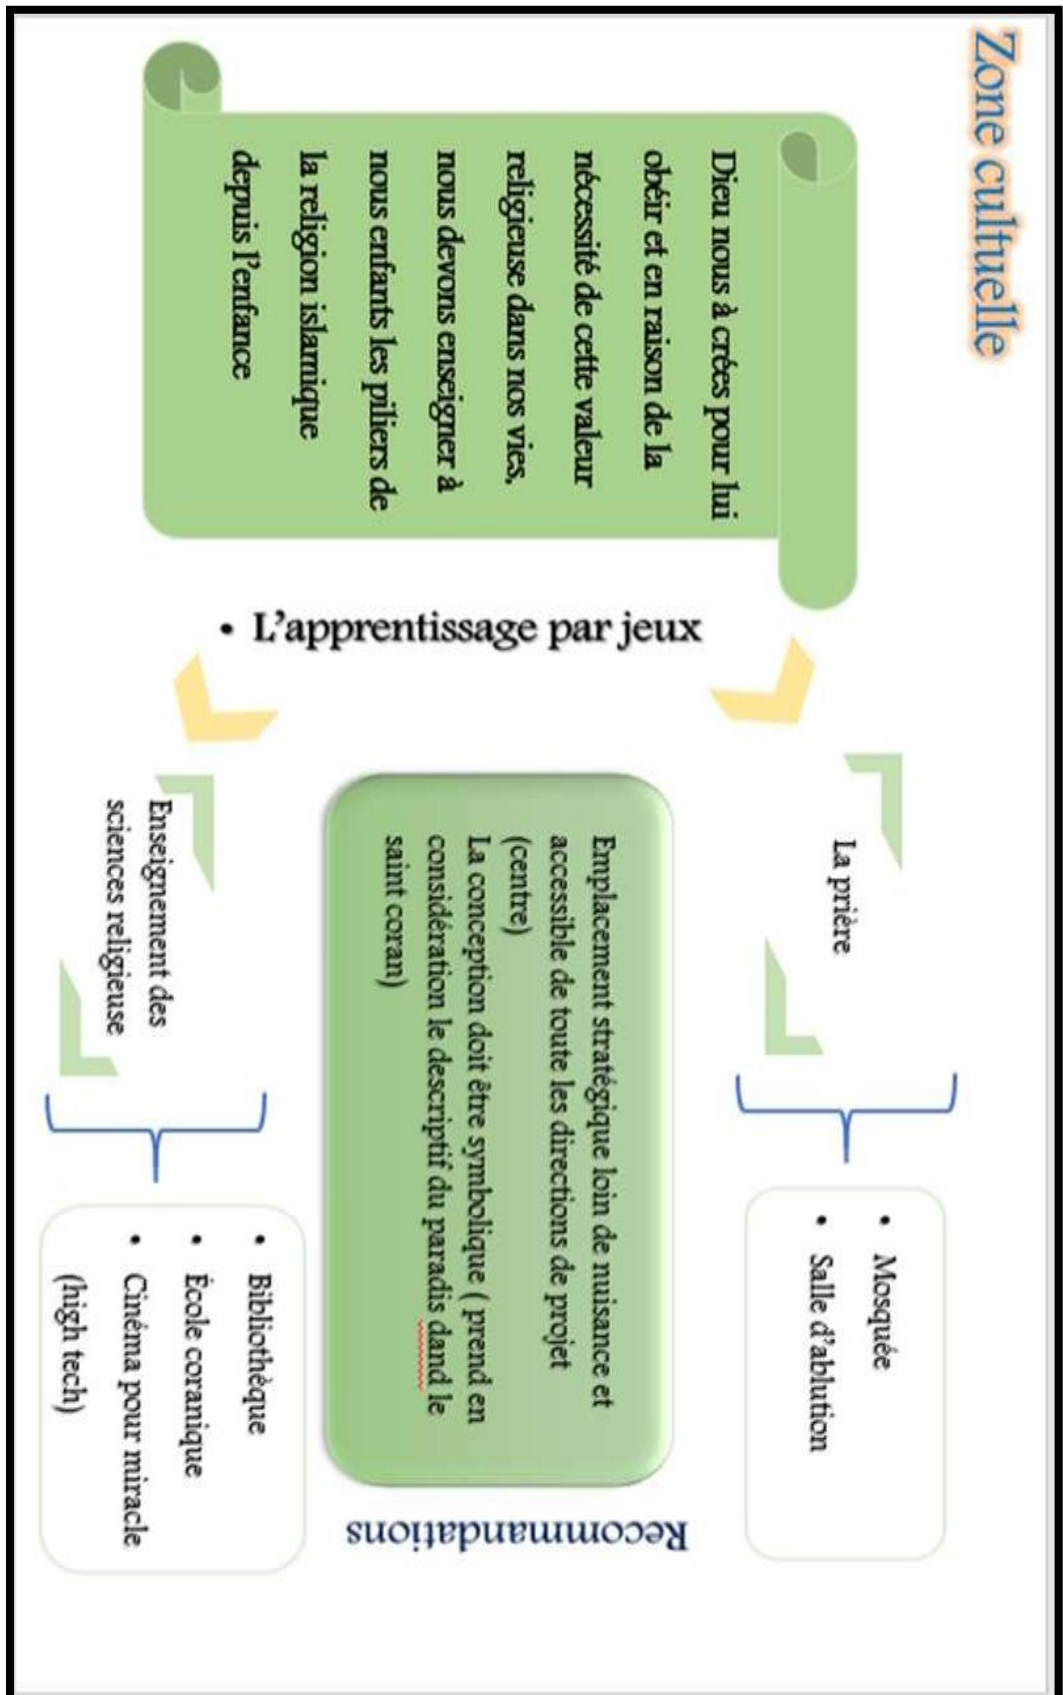 Zone cultuelle
Dieu nous à crées pour lui
obéir et en raison de la
nécessité de cette valeur
religieuse dans nos vies,
nous devons enseigner à
nous enfants les piliers de
la religion islamique
depuis l'enfance
• L'apprentissage par jeux
La prière
• Mosquée
• Salle d'ablution
Emplacement stratégique loin de nuisance et
accessible de toute les directions de projet
(centre)
La conception doit être symbolique ( prend en
considération le descriptif du paradis dand le
saint coran)
Recommandations
Enseignement des
sciences religieuse
• Bibliothèque
• École coranique
• Cinéma pour miracle
(high tech)